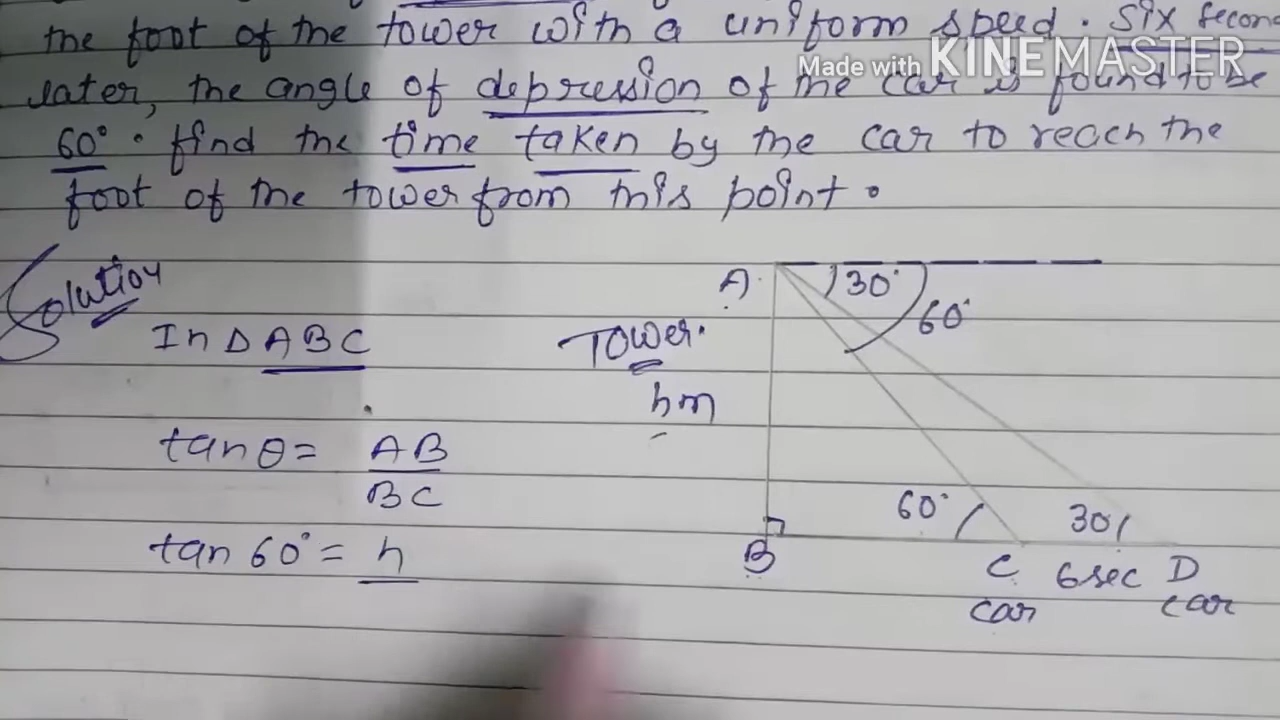 the foot of the tower with a uniform speed. Six second
Made with KINEMASTER
later, the angle of depression of the car is found to be
60°. find the time taken by the car to reach the
foot of the tower from this point.
Solution
In Δ ABC
tanθ = AB
BC
tan 60° = h
A
30°
60°
Tower.
hm
60°
30
B
C
6sec
D
car
car